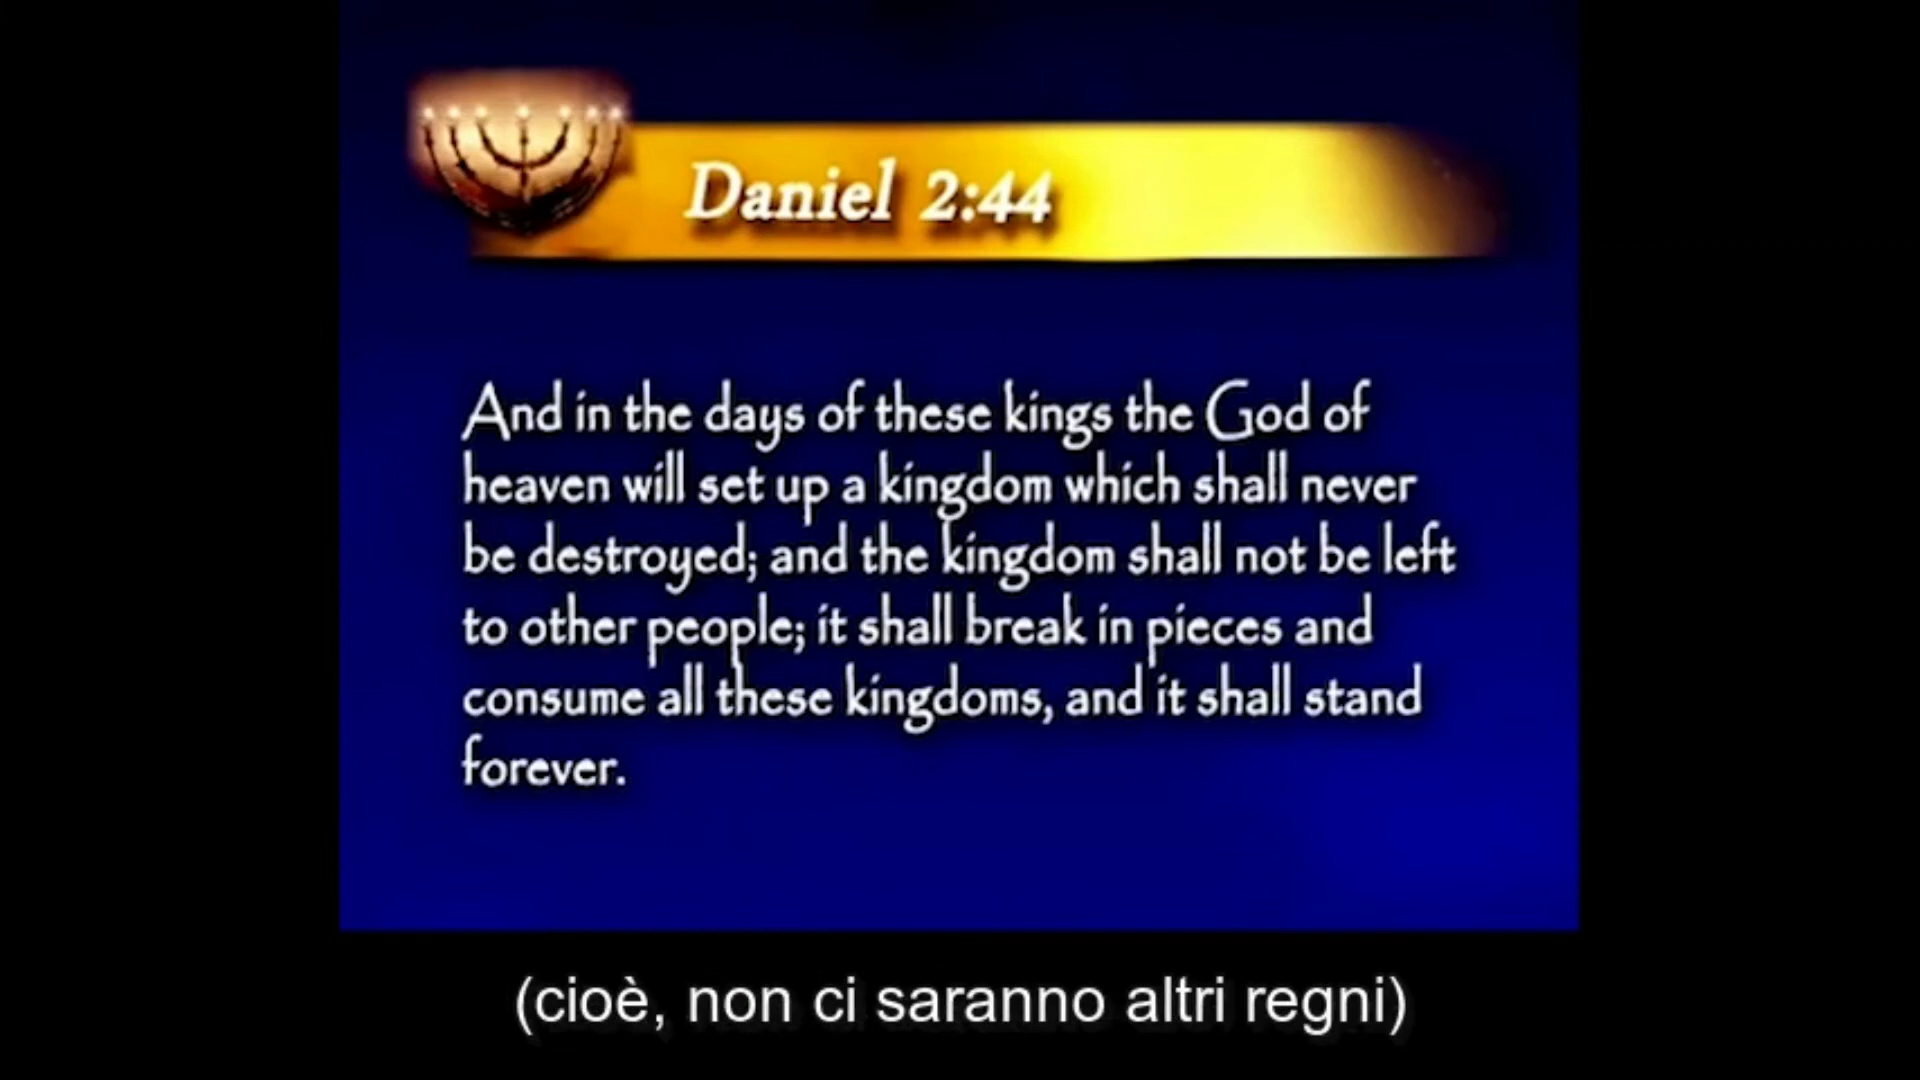 Daniel 2:44
And in the days of these kings the God of
heaven will set up a kingdom which shall never
be destroyed; and the kingdom shall not be left
to other people; it shall break in pieces and
consume all these kingdoms, and it shall stand
forever.
(cioè, non ci saranno altri regni)